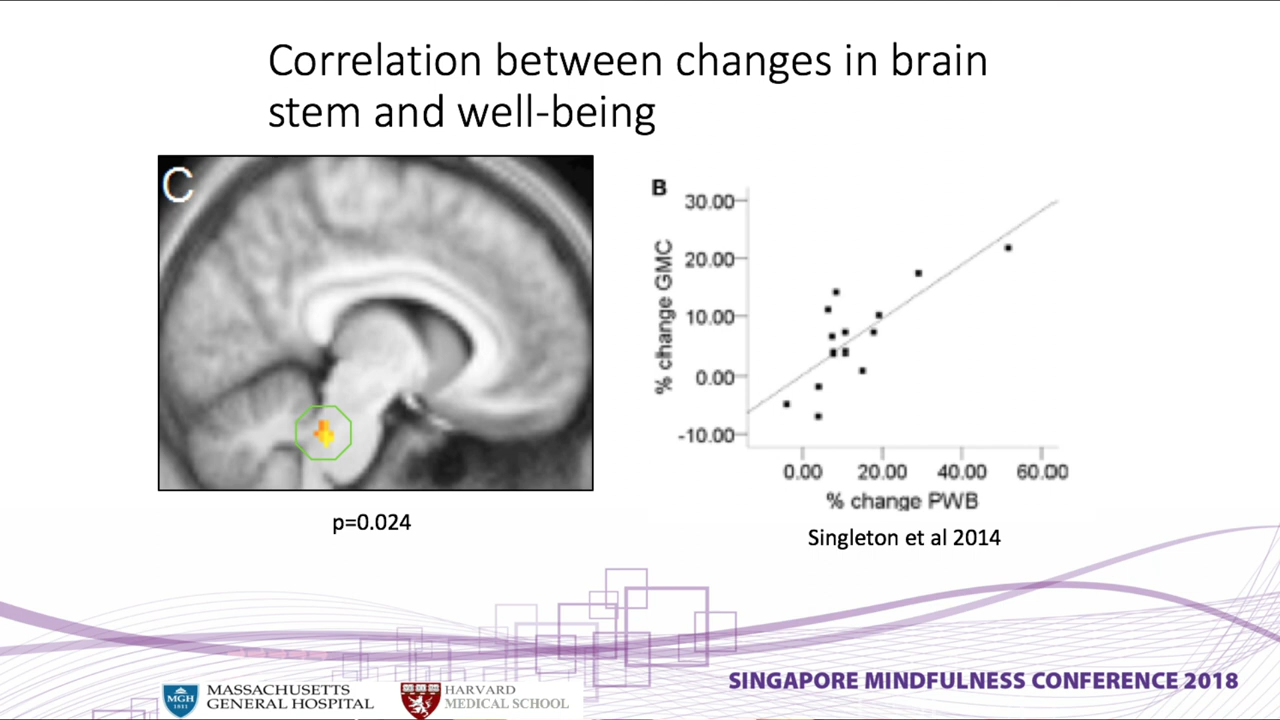 Correlation between changes in brain
stem and well-being
C
p=0.024
B
30.00
20.00
10.00
0.00
-10.00
% change GMC
0.00 20.00 40.00 60.00
% change PWB
Singleton et al 2014
MGH
1811
MASSACHUSETTS
GENERAL HOSPITAL
HARVARD
MEDICAL SCHOOL
SINGAPORE MINDFULNESS CONFERENCE 2018